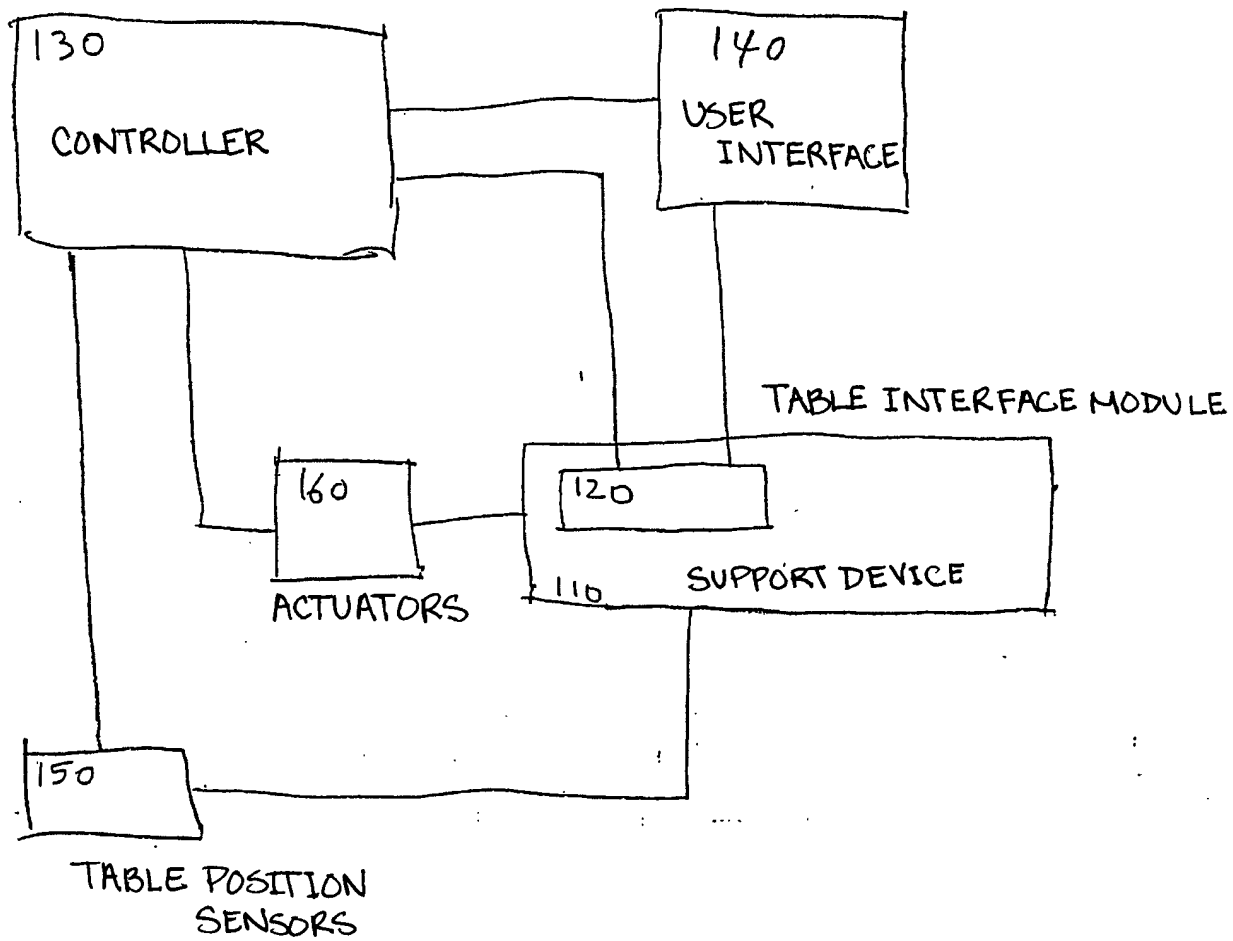 130
CONTROLLER
140
USER
INTERFACE
TABLE INTERFACE MODULE
160
ACTUATORS
120
110
SUPPORT DEVICE
150
TABLE POSITION
SENSORS